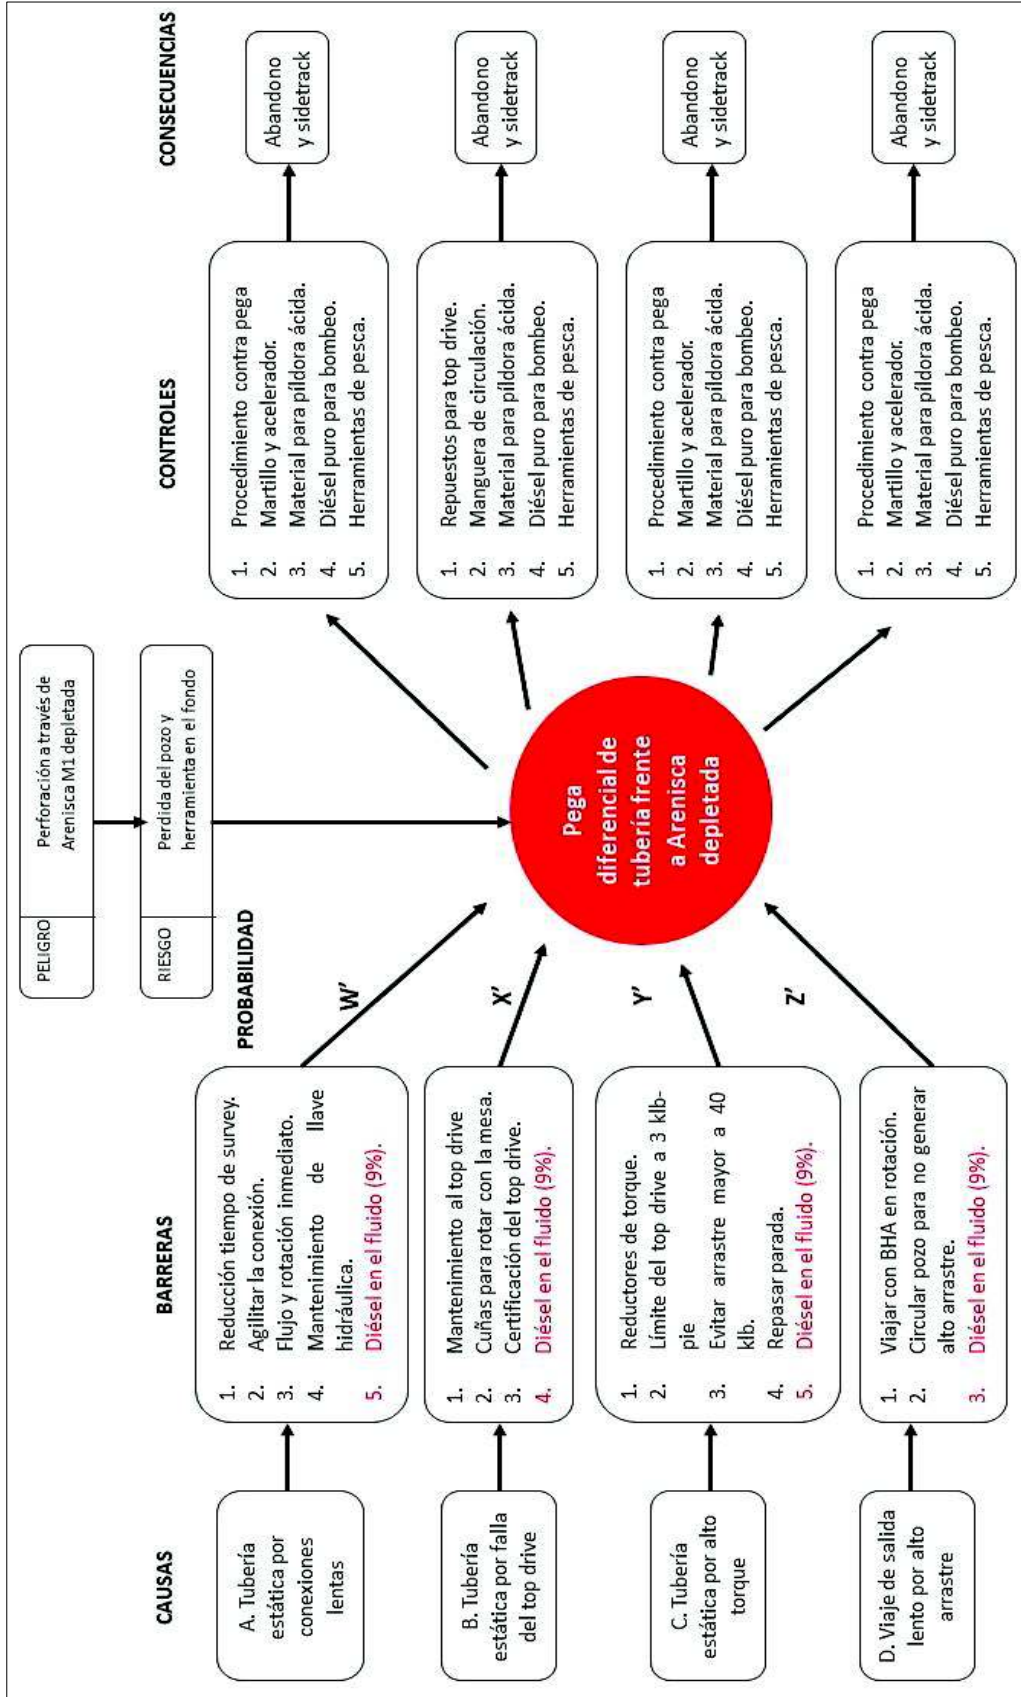 PELIGRO
Perforación a través de
Arenisca M1 depletada
RIESGO
Perdida del pozo y
herramienta en el fondo
CAUSAS
BARRERAS
PROBABILIDAD
CONTROLES
CONSECUENCIAS
A. Tubería
estática por
conexiones
lentas
1. Reducción tiempo de survey.
2. Agilitar la conexión.
3. Flujo y rotación inmediato.
4. Mantenimiento de llave
hidráulica.
5. Diésel en el fluido (9%).
W'
1. Procedimiento contra pega
2. Martillo y acelerador.
3. Material para píldora ácida.
4. Diésel puro para bombeo.
5. Herramientas de pesca.
Abandono
y sidetrack
B. Tubería
estática por falla
del top drive
1. Mantenimiento al top drive
2. Cuñas para rotar con la mesa.
3. Certificación del top drive.
4. Diésel en el fluido (9%).
X'
1. Repuestos para top drive.
2. Manguera de circulación.
3. Material para píldora ácida.
4. Diésel puro para bombeo.
5. Herramientas de pesca.
Abandono
y sidetrack
Pega
diferencial de
tubería frente
a Arenisca
depletada
C. Tubería
estática por alto
torque
1. Reductores de torque.
2. Límite del top drive a 3 klb-
pie
3. Evitar arrastre mayor a 40
klb.
4. Repasar parada.
5. Diésel en el fluido (9%).
Y'
1. Procedimiento contra pega
2. Martillo y acelerador.
3. Material para píldora ácida.
4. Diésel puro para bombeo.
5. Herramientas de pesca.
Abandono
y sidetrack
D. Viaje de salida
lento por alto
arrastre
1. Viajar con BHA en rotación.
2. Circular pozo para no generar
alto arrastre.
3. Diésel en el fluido (9%).
Z'
1. Procedimiento contra pega
2. Martillo y acelerador.
3. Material para píldora ácida.
4. Diésel puro para bombeo.
5. Herramientas de pesca.
Abandono
y sidetrack